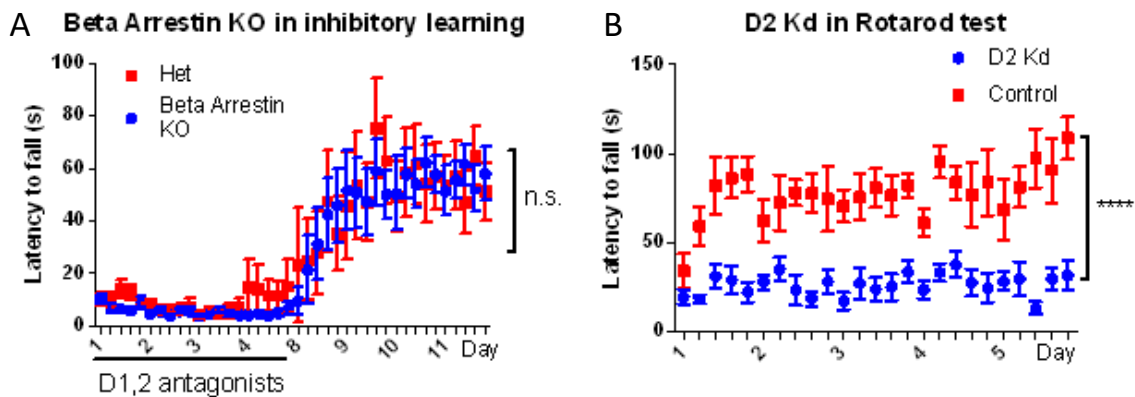 A
Beta Arrestin KO in inhibitory learning
Latency to fall (s)
100
80
60
40
20
0
Het
Beta Arrestin
KO
n.s.
1
2
3
4
8
9
10
11
Day
D1,2 antagonists
B
D2 Kd in Rotarod test
Latency to fall (s)
150
100
50
0
D2 Kd
Control
****
1
2
3
4
5
Day